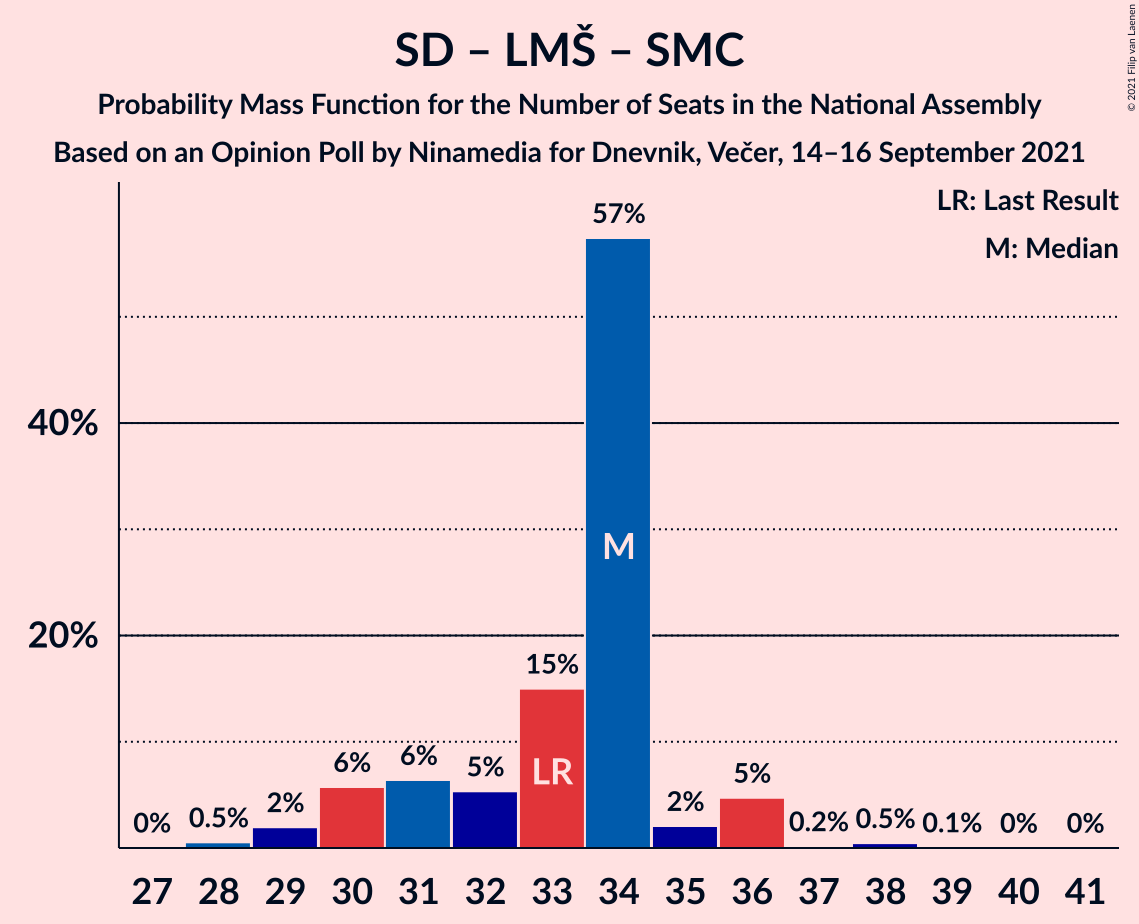 SD – LMŠ – SMC
Probability Mass Function for the Number of Seats in the National Assembly
Based on an Opinion Poll by Ninamedia for Dnevnik, Večer, 14–16 September 2021
© 2021 Filip van Laenen
LR: Last Result
M: Median
40%
20%
0%
0.5%
2%
6%
6%
5%
15%
57%
2%
5%
0.2%
0.5%
0.1%
0%
0%
LR
M
27 28 29 30 31 32 33 34 35 36 37 38 39 40 41